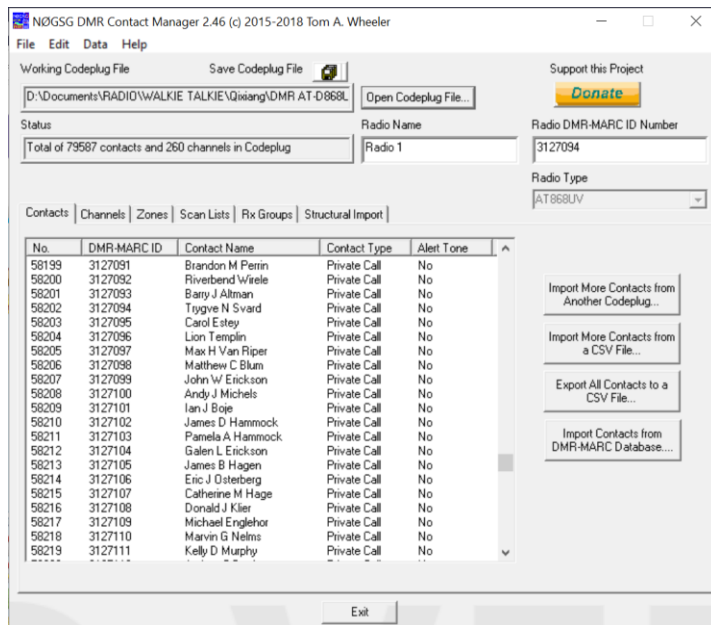 NØGSG DMR Contact Manager 2.46 (c) 2015-2018 Tom A. Wheeler
File Edit Data Help
Working Codeplug File Save Codeplug File Support this Project
D:\Documents\RADIO\WALKIE TALKIE\Qixiang\DMR AT-D868U Open Codeplug File... Donate
Status Radio Name Radio DMR-MARC ID Number
Total of 79587 contacts and 260 channels in Codeplug Radio 1 3127094
Radio Type
AT868UV
Contacts Channels Zones Scan Lists Rx Groups Structural Import
No. DMR-MARC ID Contact Name Contact Type Alert Tone
58199 3127091 Brandon M Perrin Private Call No
58200 3127092 Riverbend Wirele Private Call No
58201 3127093 Barry J Altman Private Call No
58202 3127094 Trygve N Svard Private Call No
58203 3127095 Carol Estey Private Call No
58204 3127096 Lion Templin Private Call No
58205 3127097 Max H Van Riper Private Call No
58206 3127098 Matthew C Blum Private Call No
58207 3127099 John W Erickson Private Call No
58208 3127100 Andy J Michels Private Call No
58209 3127101 Ian J Boje Private Call No
58210 3127102 James D Hammock Private Call No
58211 3127103 Pamela A Hammock Private Call No
58212 3127104 Galen L Erickson Private Call No
58213 3127105 James B Hagen Private Call No
58214 3127106 Eric J Osterberg Private Call No
58215 3127107 Catherine M Hage Private Call No
58216 3127108 Donald J Klier Private Call No
58217 3127109 Michael Englehor Private Call No
58218 3127110 Marvin G Nelms Private Call No
58219 3127111 Kelly D Murphy Private Call No
Import More Contacts from
Another Codeplug...
Import More Contacts from
a CSV File...
Export All Contacts to a
CSV File...
Import Contacts from
DMR-MARC Database....
Exit